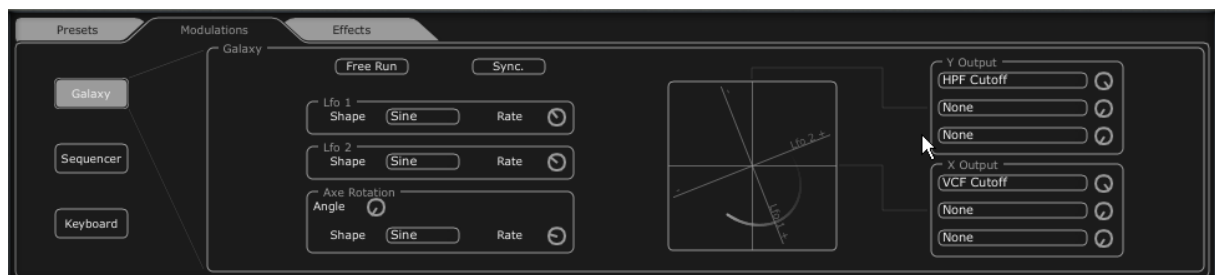 Presets Modulations Effects
Galaxy
Galaxy
Sequencer
Keyboard
Free Run Sync.
Lfo 1
Shape Sine Rate
Lfo 2
Shape Sine Rate
Axe Rotation
Angle
Shape Sine Rate
- Lfo 2 +
- Lfo 1 +
Y Output
HPF Cutoff
None
None
X Output
VCF Cutoff
None
None